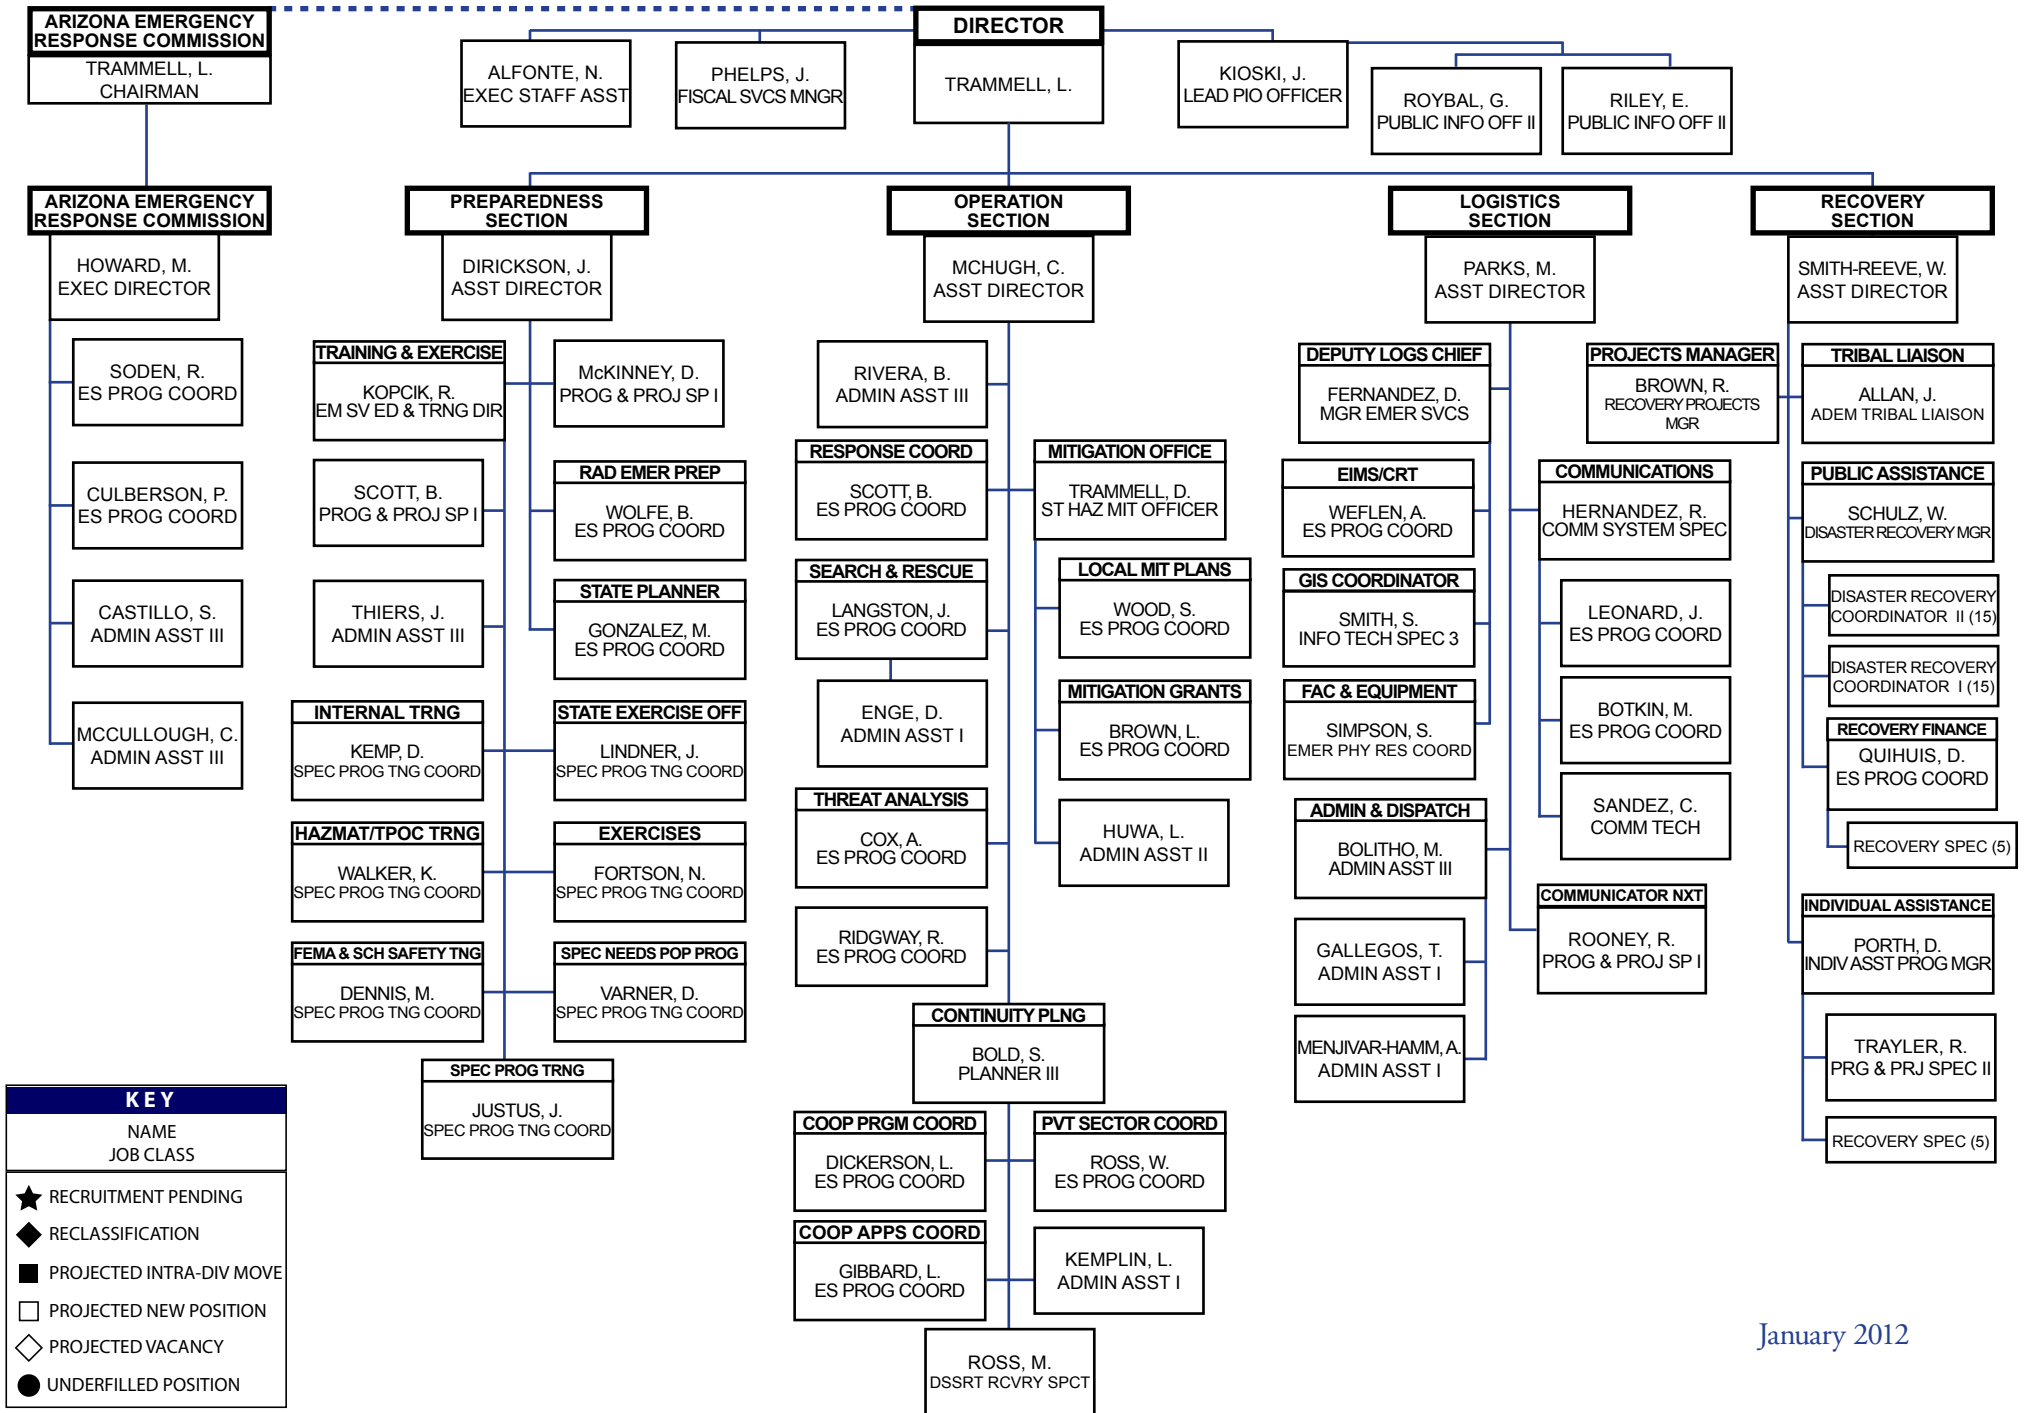 ARIZONA EMERGENCY
RESPONSE COMMISSION
TRAMMELL, L.
CHAIRMAN
DIRECTOR
TRAMMELL, L.
ALFONTE, N.
EXEC STAFF ASST
PHELPS, J.
FISCAL SVCS MNGR
KIOSKI, J.
LEAD PIO OFFICER
ROYBAL, G.
PUBLIC INFO OFF II
RILEY, E.
PUBLIC INFO OFF II
ARIZONA EMERGENCY
RESPONSE COMMISSION
HOWARD, M.
EXEC DIRECTOR
SODEN, R.
ES PROG COORD
CULBERSON, P.
ES PROG COORD
CASTILLO, S.
ADMIN ASST III
MCCULLOUGH, C.
ADMIN ASST III
PREPAREDNESS
SECTION
DIRICKSON, J.
ASST DIRECTOR
TRAINING & EXERCISE
KOPCIK, R.
EM SV ED & TRNG DIR
McKINNEY, D.
PROG & PROJ SP I
SCOTT, B.
PROG & PROJ SP I
RAD EMER PREP
WOLFE, B.
ES PROG COORD
THIERS, J.
ADMIN ASST III
STATE PLANNER
GONZALEZ, M.
ES PROG COORD
INTERNAL TRNG
KEMP, D.
SPEC PROG TNG COORD
STATE EXERCISE OFF
LINDNER, J.
SPEC PROG TNG COORD
HAZMAT/TPOC TRNG
WALKER, K.
SPEC PROG TNG COORD
EXERCISES
FORTSON, N.
SPEC PROG TNG COORD
FEMA & SCH SAFETY TNG
DENNIS, M.
SPEC PROG TNG COORD
SPEC NEEDS POP PROG
VARNER, D.
SPEC PROG TNG COORD
SPEC PROG TRNG
JUSTUS, J.
SPEC PROG TNG COORD
OPERATION
SECTION
MCHUGH, C.
ASST DIRECTOR
RIVERA, B.
ADMIN ASST III
RESPONSE COORD
SCOTT, B.
ES PROG COORD
MITIGATION OFFICE
TRAMMELL, D.
ST HAZ MIT OFFICER
SEARCH & RESCUE
LANGSTON, J.
ES PROG COORD
LOCAL MIT PLANS
WOOD, S.
ES PROG COORD
ENGE, D.
ADMIN ASST I
MITIGATION GRANTS
BROWN, L.
ES PROG COORD
THREAT ANALYSIS
COX, A.
ES PROG COORD
HUWA, L.
ADMIN ASST II
RIDGWAY, R.
ES PROG COORD
CONTINUITY PLNG
BOLD, S.
PLANNER III
COOP PRGM COORD
DICKERSON, L.
ES PROG COORD
PVT SECTOR COORD
ROSS, W.
ES PROG COORD
COOP APPS COORD
GIBBARD, L.
ES PROG COORD
KEMPLIN, L.
ADMIN ASST I
ROSS, M.
DSSRT RCVRY SPCT
LOGISTICS
SECTION
PARKS, M.
ASST DIRECTOR
DEPUTY LOGS CHIEF
FERNANDEZ, D.
MGR EMER SVCS
EIMS/CRT
WEFLEN, A.
ES PROG COORD
COMMUNICATIONS
HERNANDEZ, R.
COMM SYSTEM SPEC
GIS COORDINATOR
SMITH, S.
INFO TECH SPEC 3
LEONARD, J.
ES PROG COORD
FAC & EQUIPMENT
SIMPSON, S.
EMER PHY RES COORD
BOTKIN, M.
ES PROG COORD
ADMIN & DISPATCH
BOLITHO, M.
ADMIN ASST III
SANDEZ, C.
COMM TECH
GALLEGOS, T.
ADMIN ASST I
COMMUNICATOR NXT
ROONEY, R.
PROG & PROJ SP I
MENJIVAR-HAMM, A.
ADMIN ASST I
RECOVERY
SECTION
SMITH-REEVE, W.
ASST DIRECTOR
PROJECTS MANAGER
BROWN, R.
RECOVERY PROJECTS
MGR
TRIBAL LIAISON
ALLAN, J.
ADEM TRIBAL LIAISON
PUBLIC ASSISTANCE
SCHULZ, W.
DISASTER RECOVERY MGR
DISASTER RECOVERY
COORDINATOR II (15)
DISASTER RECOVERY
COORDINATOR I (15)
RECOVERY FINANCE
QUIHUIS, D.
ES PROG COORD
RECOVERY SPEC (5)
INDIVIDUAL ASSISTANCE
PORTH, D.
INDIV ASST PROG MGR
TRAYLER, R.
PRG & PRJ SPEC II
RECOVERY SPEC (5)
KEY
NAME
JOB CLASS
RECRUITMENT PENDING
RECLASSIFICATION
PROJECTED INTRA-DIV MOVE
PROJECTED NEW POSITION
PROJECTED VACANCY
UNDERFILLED POSITION
January 2012